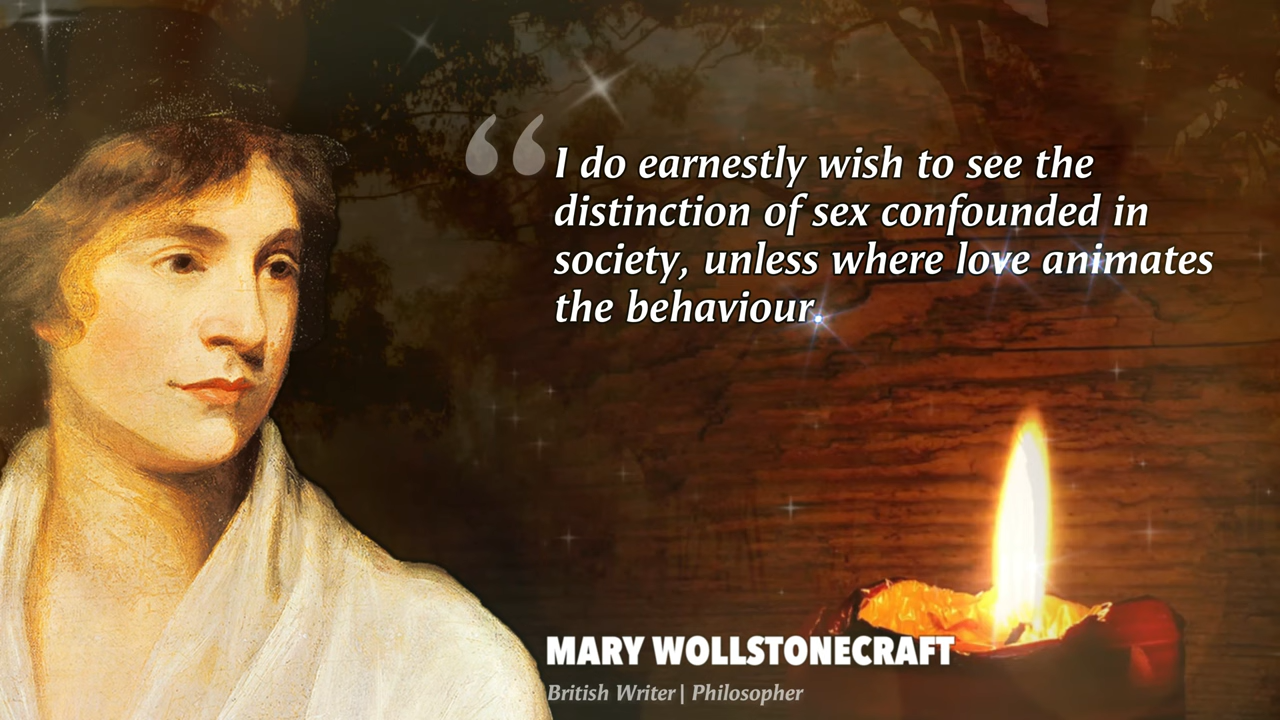 “I do earnestly wish to see the
distinction of sex confounded in
society, unless where love animates
the behaviour.
MARY WOLLSTONECRAFT
British Writer | Philosopher